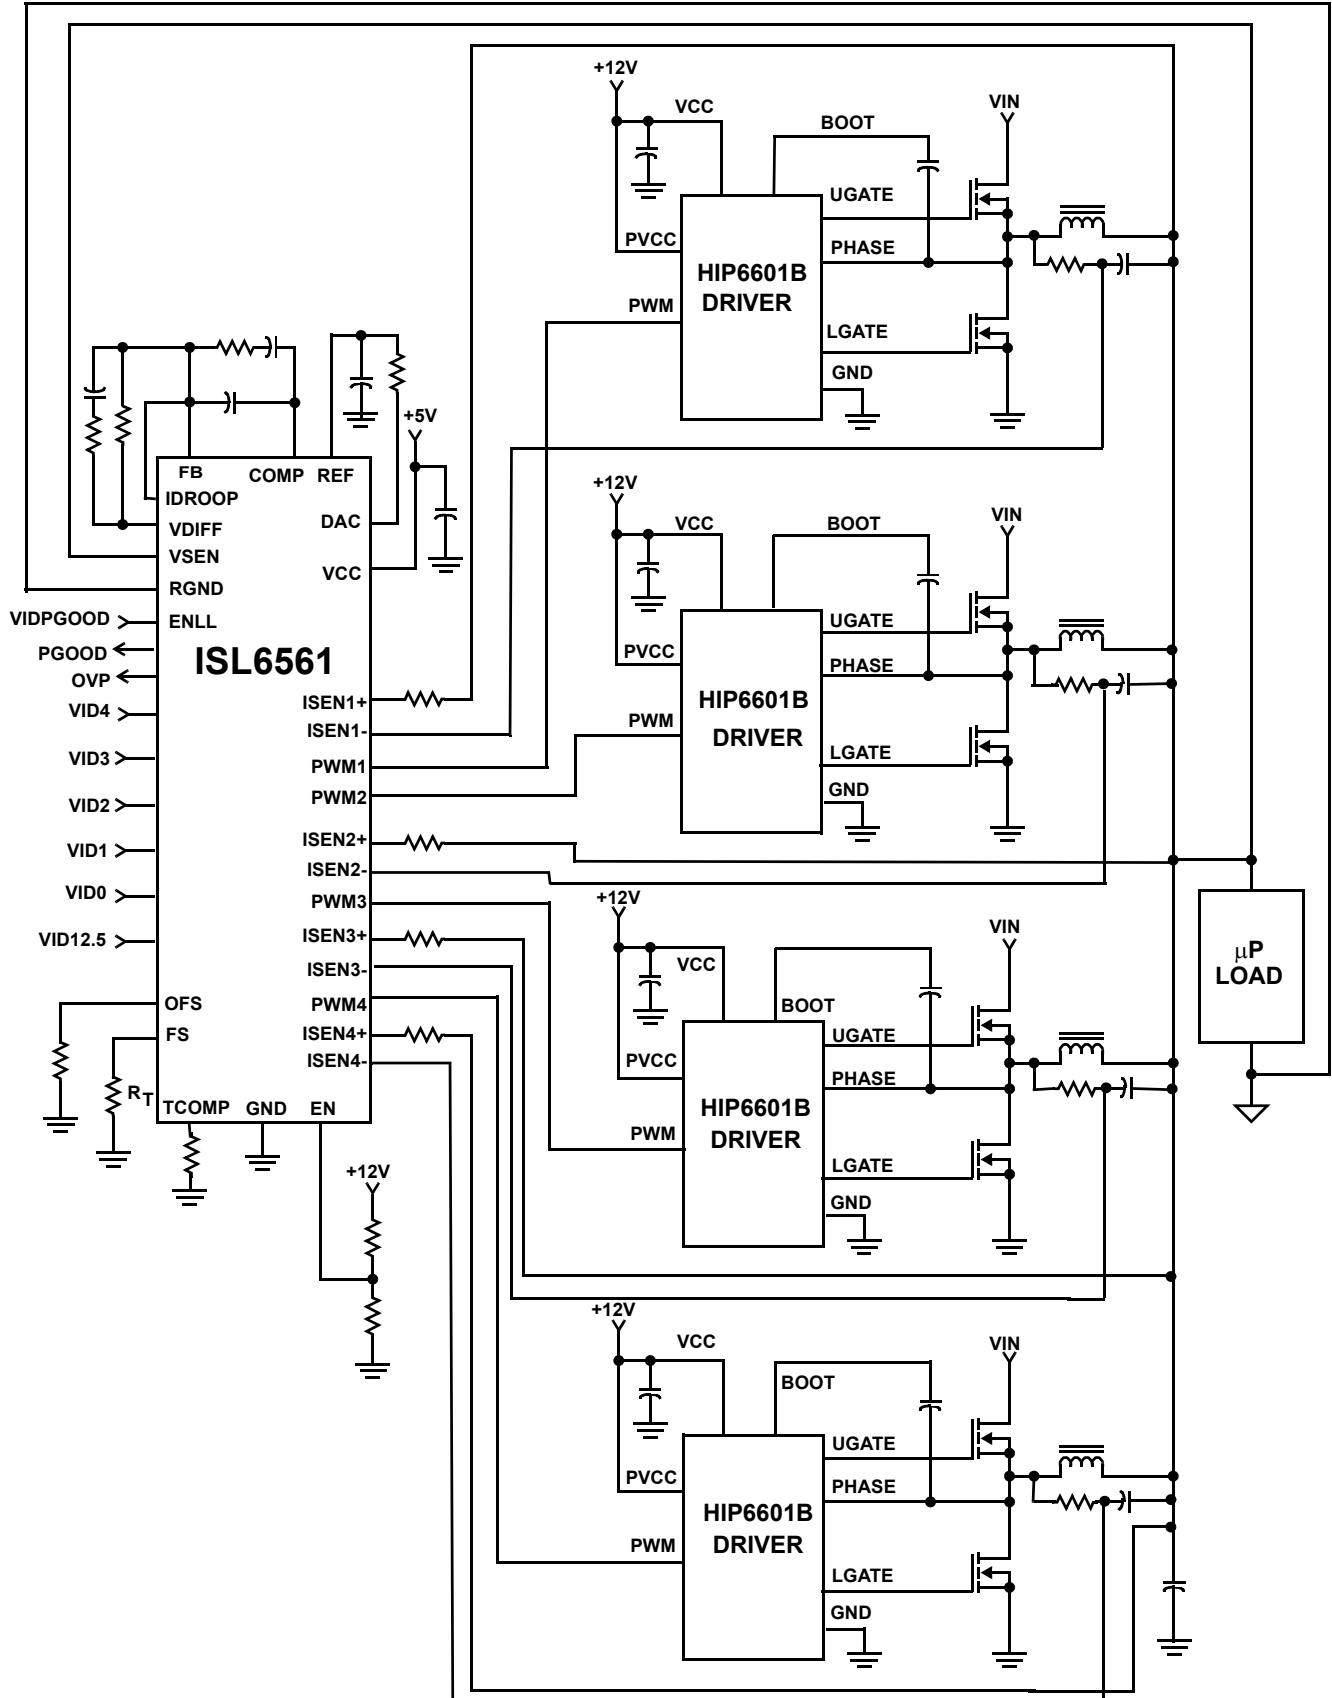 +12V
VCC
BOOT
VIN
UGATE
PVCC
PHASE
HIP6601B
DRIVER
PWM
LGATE
GND
+5V
FB
COMP
REF
IDROOP
DAC
VDIFF
VSEN
VCC
RGND
VIDPGOOD
ENLL
PGOOD
ISL6561
OVP
VID4
ISEN1+
ISEN1-
VID3
PWM1
VID2
PWM2
VID1
ISEN2+
ISEN2-
VID0
PWM3
VID12.5
ISEN3+
ISEN3-
OFS
PWM4
FS
ISEN4+
ISEN4-
RT
TCOMP
GND
EN
+12V
+12V
VCC
BOOT
VIN
UGATE
PVCC
PHASE
HIP6601B
DRIVER
PWM
LGATE
GND
+12V
VCC
BOOT
VIN
UGATE
PVCC
PHASE
HIP6601B
DRIVER
PWM
LGATE
GND
μP
LOAD
+12V
VCC
BOOT
VIN
UGATE
PVCC
PHASE
HIP6601B
DRIVER
PWM
LGATE
GND